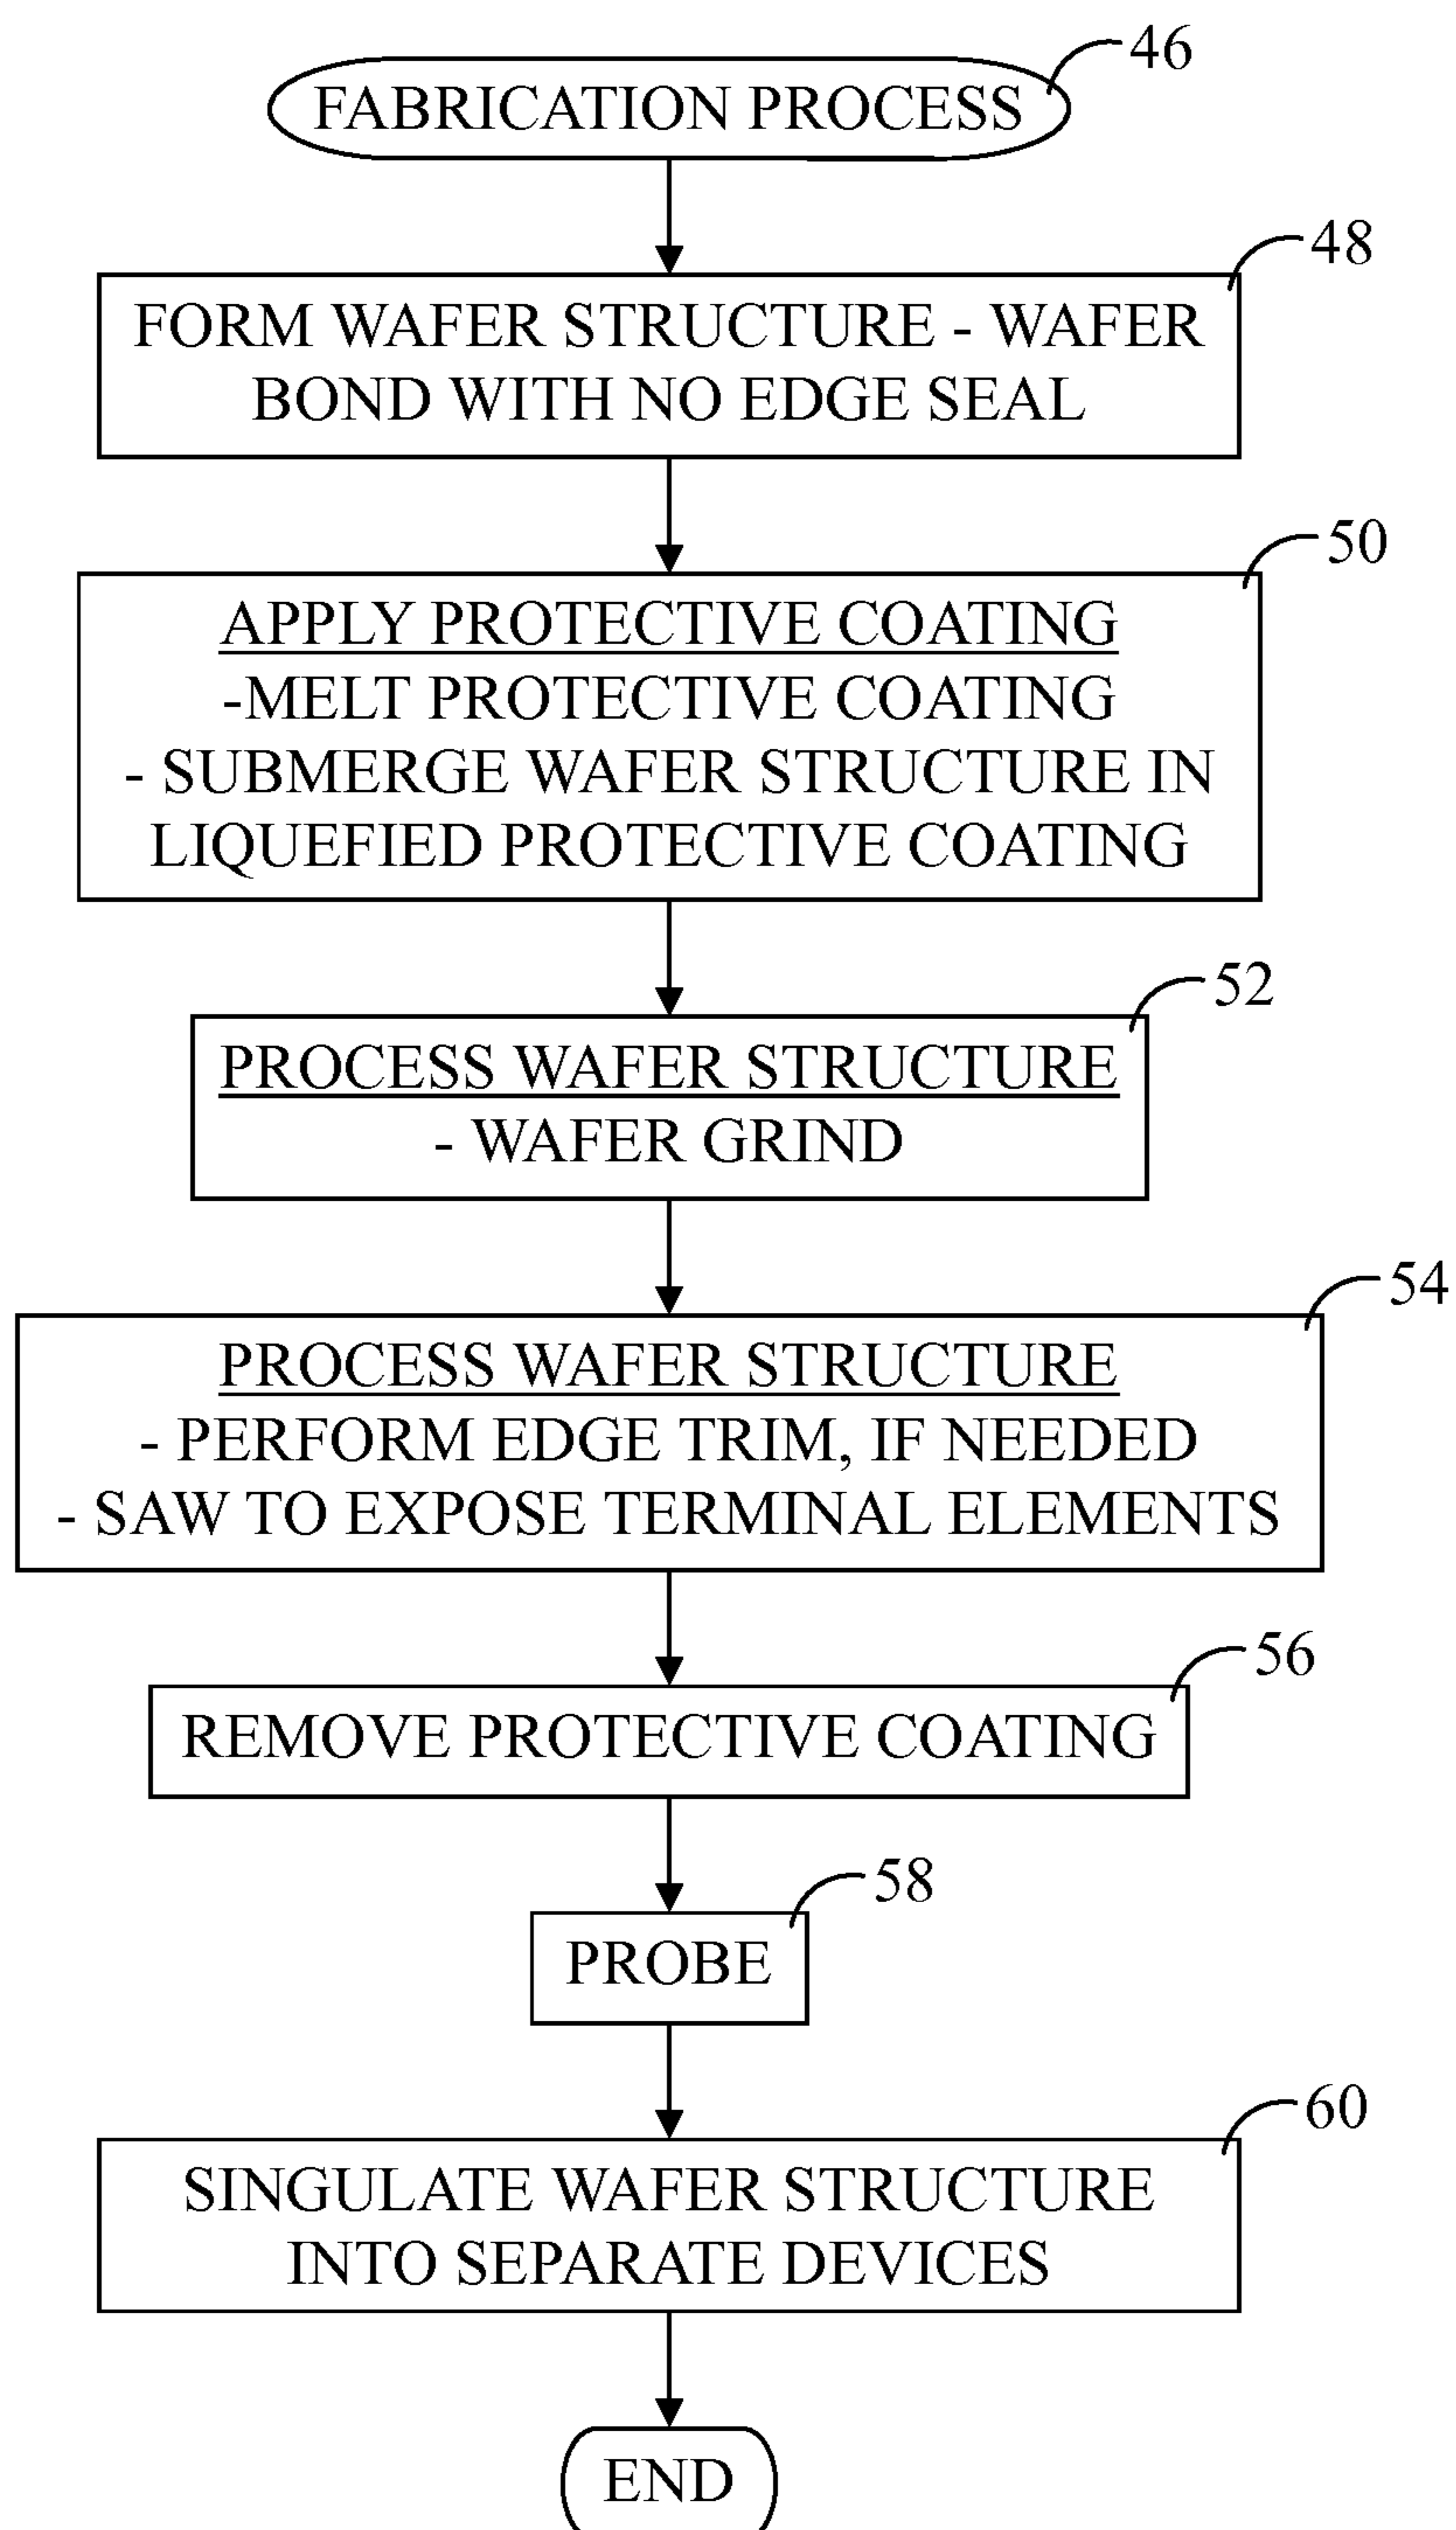 46
FABRICATION PROCESS
48
FORM WAFER STRUCTURE - WAFER
BOND WITH NO EDGE SEAL
50
APPLY PROTECTIVE COATING
-MELT PROTECTIVE COATING
- SUBMERGE WAFER STRUCTURE IN
LIQUEFIED PROTECTIVE COATING
52
PROCESS WAFER STRUCTURE
- WAFER GRIND
54
PROCESS WAFER STRUCTURE
- PERFORM EDGE TRIM, IF NEEDED
- SAW TO EXPOSE TERMINAL ELEMENTS
56
REMOVE PROTECTIVE COATING
58
PROBE
60
SINGULATE WAFER STRUCTURE
INTO SEPARATE DEVICES
END